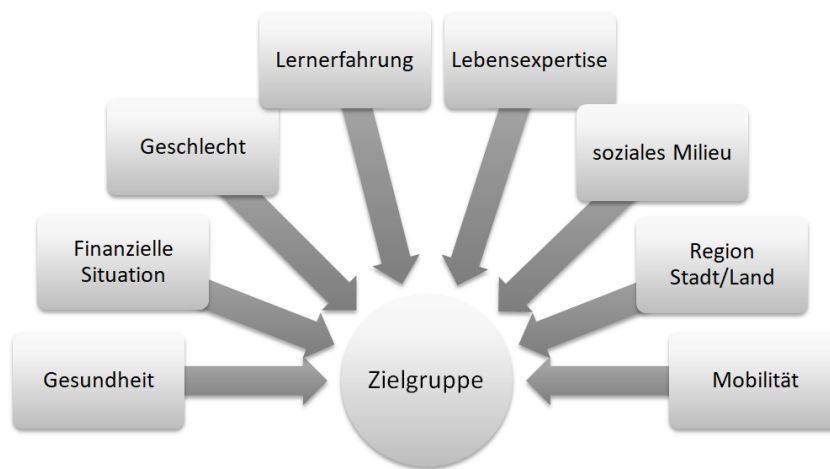 Lernerfahrung
Lebensexpertise
Geschlecht
soziales Milieu
Finanzielle
Situation
Region
Stadt/Land
Gesundheit
Zielgruppe
Mobilität